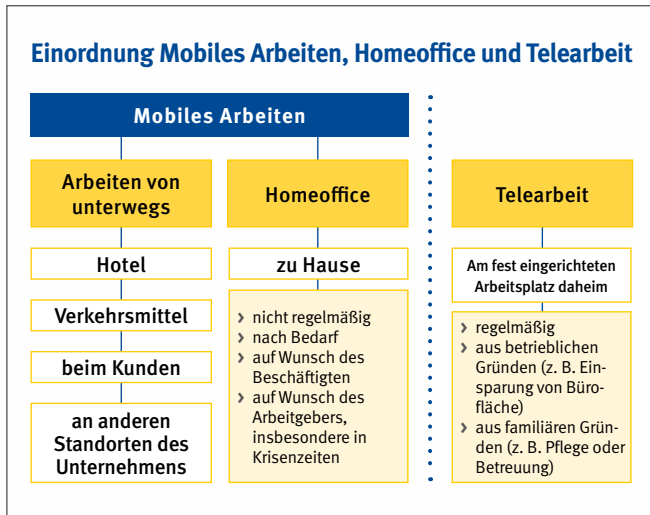 Einordnung Mobiles Arbeiten, Homeoffice und Telearbeit
Mobiles Arbeiten
Arbeiten von
unterwegs
Hotel
Verkehrsmittel
beim Kunden
an anderen
Standorten des
Unternehmens
Homeoffice
zu Hause
› nicht regelmäßig
› nach Bedarf
› auf Wunsch des
Beschäftigten
› auf Wunsch des
Arbeitgebers,
insbesondere in
Krisenzeiten
Telearbeit
Am fest eingerichteten
Arbeitsplatz daheim
› regelmäßig
› aus betrieblichen
Gründen (z. B. Ein-
sparung von Büro-
fläche)
› aus familiären Grün-
den (z. B. Pflege oder
Betreuung)